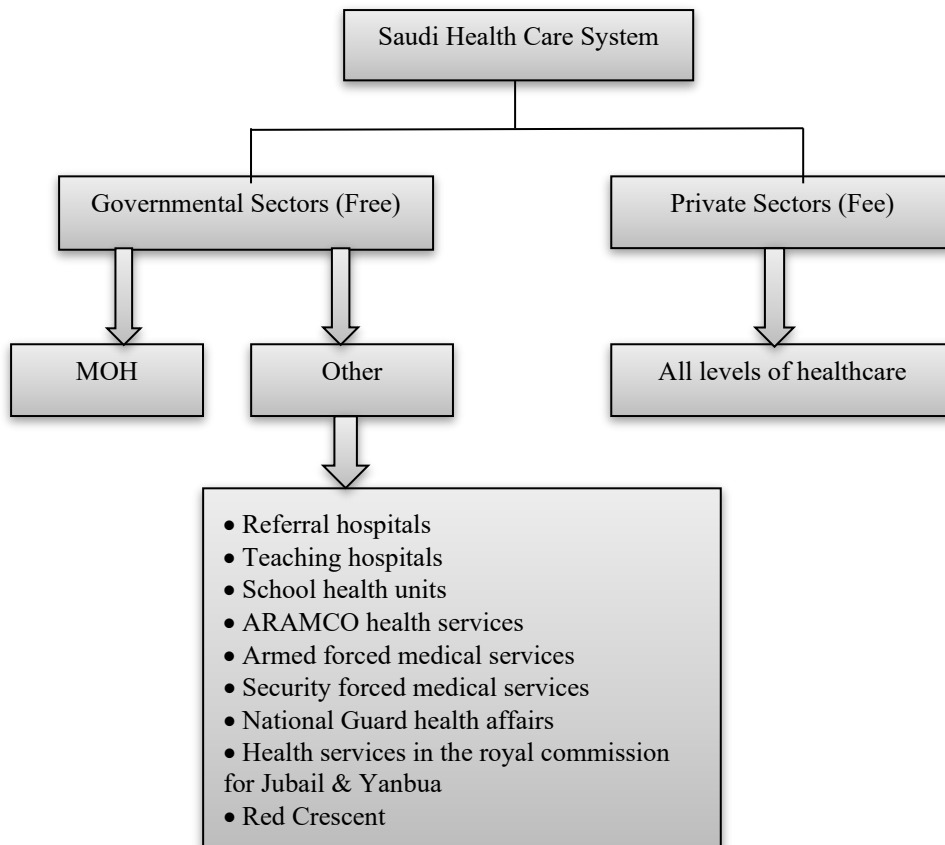 Saudi Health Care System
Governmental Sectors (Free)
Private Sectors (Fee)
MOH
Other
All levels of healthcare
• Referral hospitals
• Teaching hospitals
• School health units
• ARAMCO health services
• Armed forced medical services
• Security forced medical services
• National Guard health affairs
• Health services in the royal commission
for Jubail & Yanbua
• Red Crescent